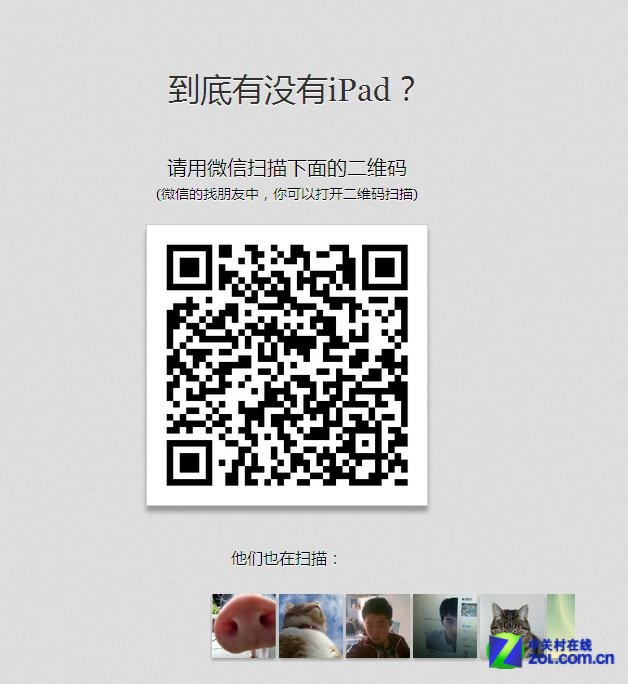 到底有没有iPad？
请用微信扫描下面的二维码
(微信的找朋友中，你可以打开二维码扫描)
他们也在扫描：
中关村在线
ZOL.com.cn